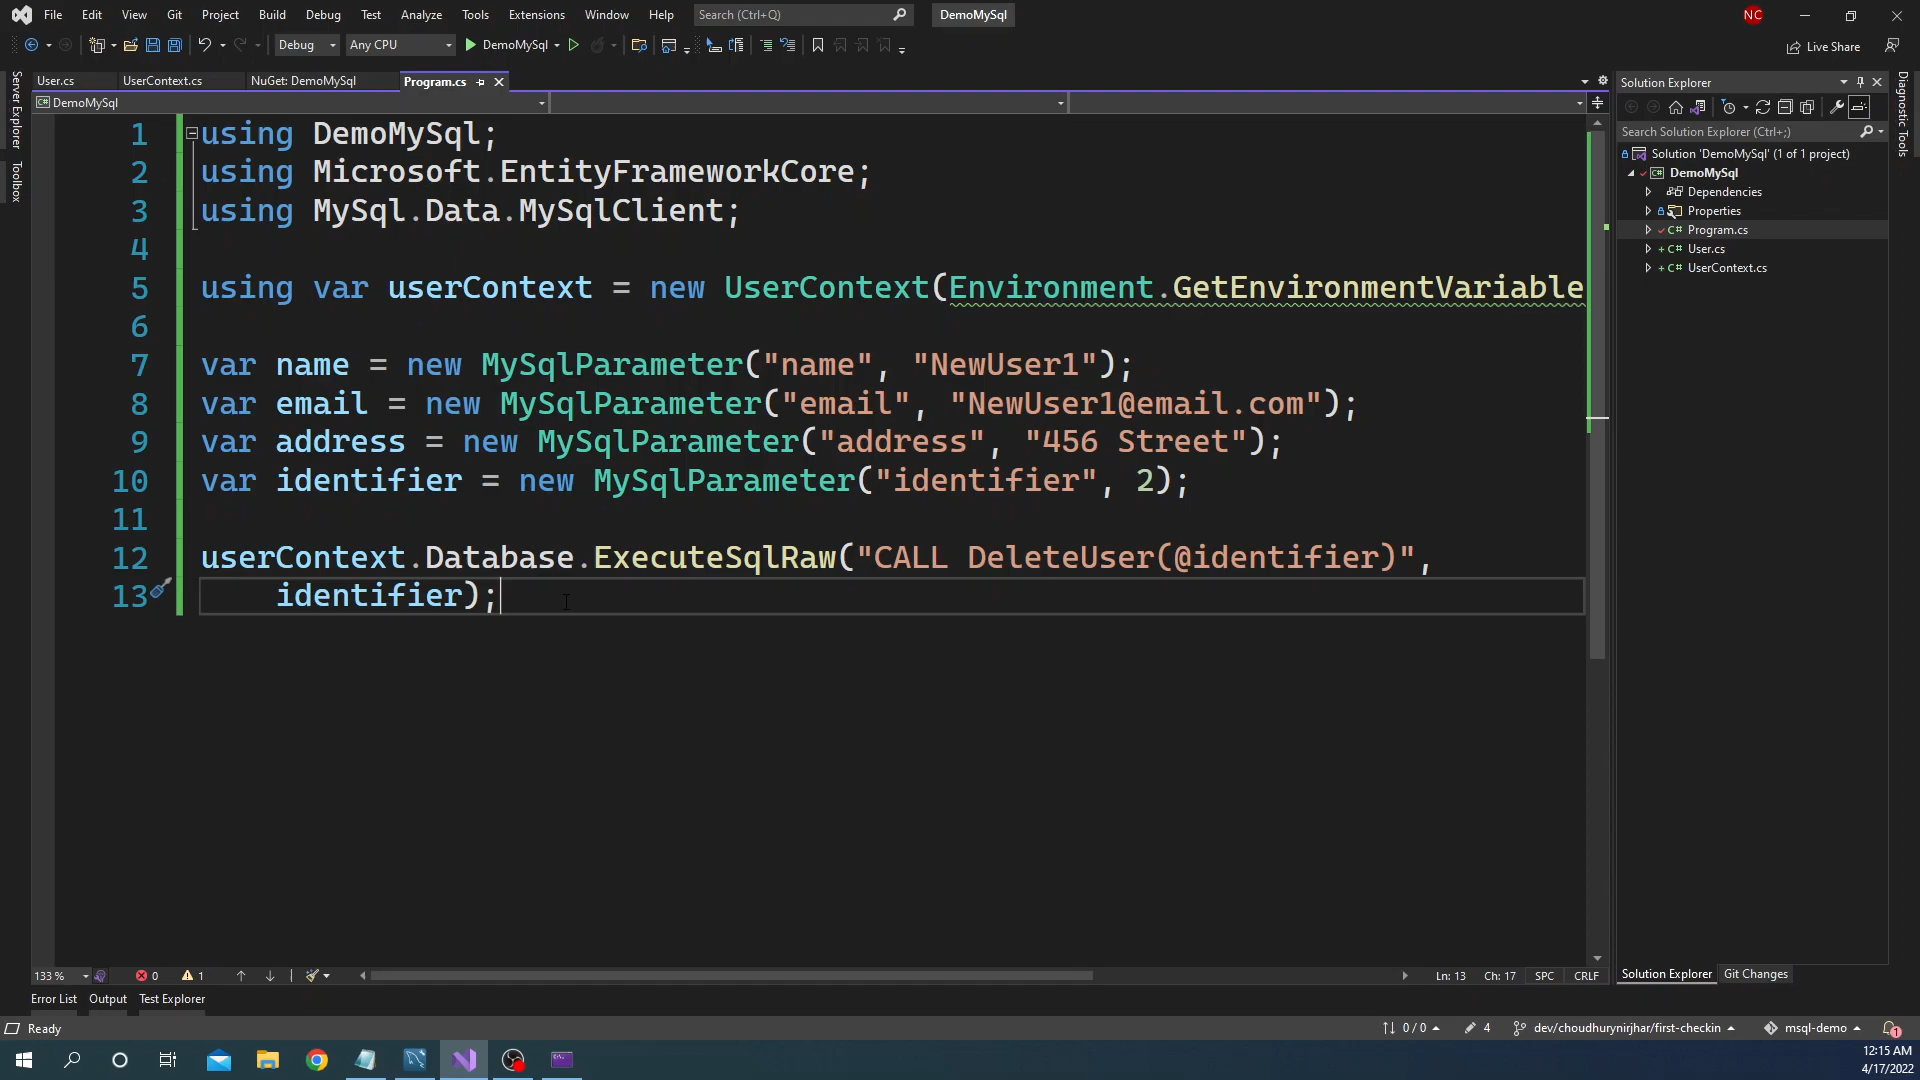 File Edit View Git Project Build Debug Test Analyze Tools Extensions Window Help Search (Ctrl+Q) DemoMySql NC
Debug Any CPU DemoMySql Live Share
User.cs UserContext.cs NuGet: DemoMySql Program.cs
Server Explorer
Toolbox
C# DemoMySql
1 using DemoMySql;
2 using Microsoft.EntityFrameworkCore;
3 using MySql.Data.MySqlClient;
4
5 using var userContext = new UserContext(Environment.GetEnvironmentVariable
6
7 var name = new MySqlParameter("name", "NewUser1");
8 var email = new MySqlParameter("email", "NewUser1@email.com");
9 var address = new MySqlParameter("address", "456 Street");
10 var identifier = new MySqlParameter("identifier", 2);
11
12 userContext.Database.ExecuteSqlRaw("CALL DeleteUser(@identifier)",
13 identifier);
Solution Explorer
Search Solution Explorer (Ctrl+;)
Solution 'DemoMySql' (1 of 1 project)
C# DemoMySql
Dependencies
Properties
C# Program.cs
+ C# User.cs
+ C# UserContext.cs
Diagnostic Tools
133 % 0 1 Ln: 13 Ch: 17 SPC CRLF
Solution Explorer Git Changes
Error List Output Test Explorer
Ready 0 / 0 4 dev/choudhurynirjhar/first-checkin msql-demo 1
12:15 AM
4/17/2022